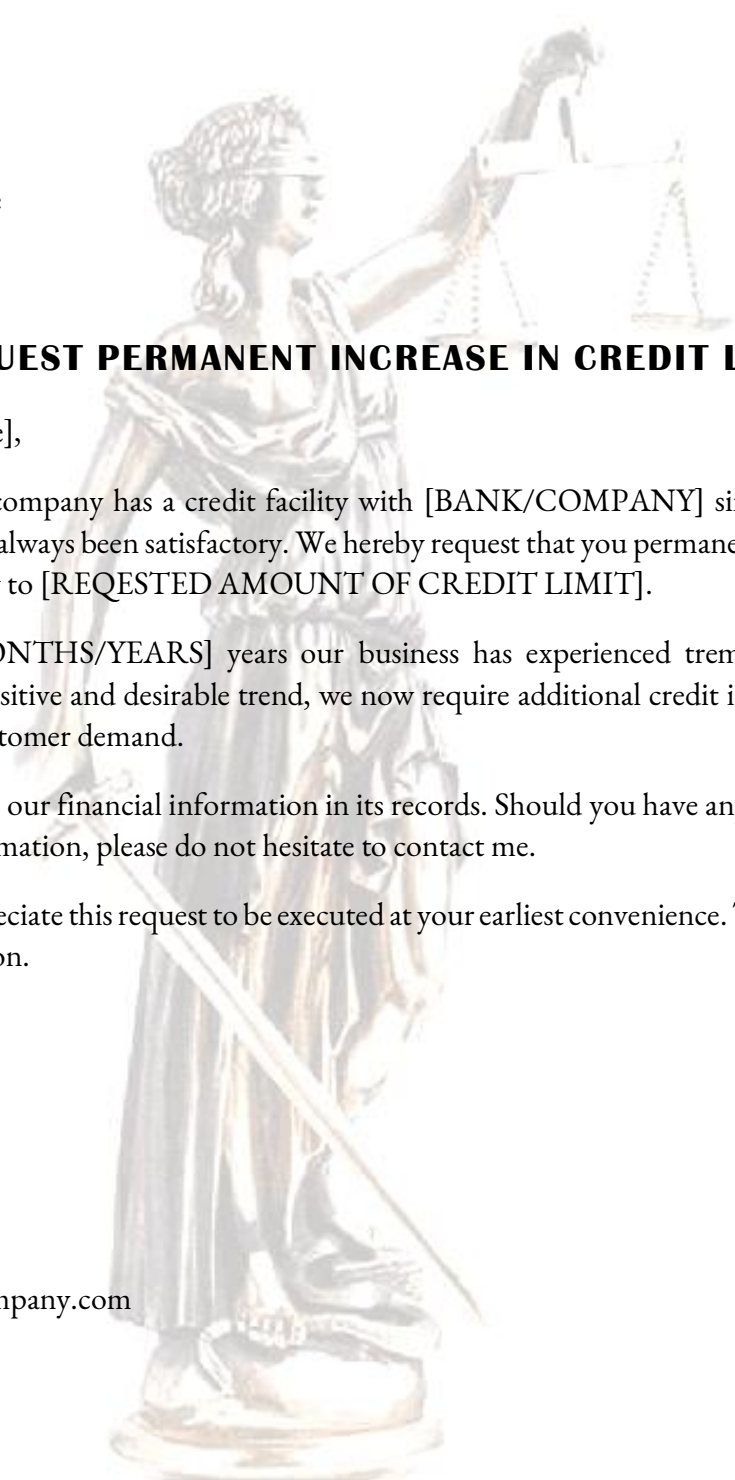 UEST PERMANENT INCREASE IN CREDIT L
e],
company has a credit facility with [BANK/COMPANY] si
always been satisfactory. We hereby request that you permane
to [REQESTED AMOUNT OF CREDIT LIMIT].
ONTHS/YEARS] years our business has experienced trem
sitive and desirable trend, we now require additional credit i
tomer demand.
our financial information in its records. Should you have an
mation, please do not hesitate to contact me.
eciate this request to be executed at your earliest convenience. T
on.
mpany.com